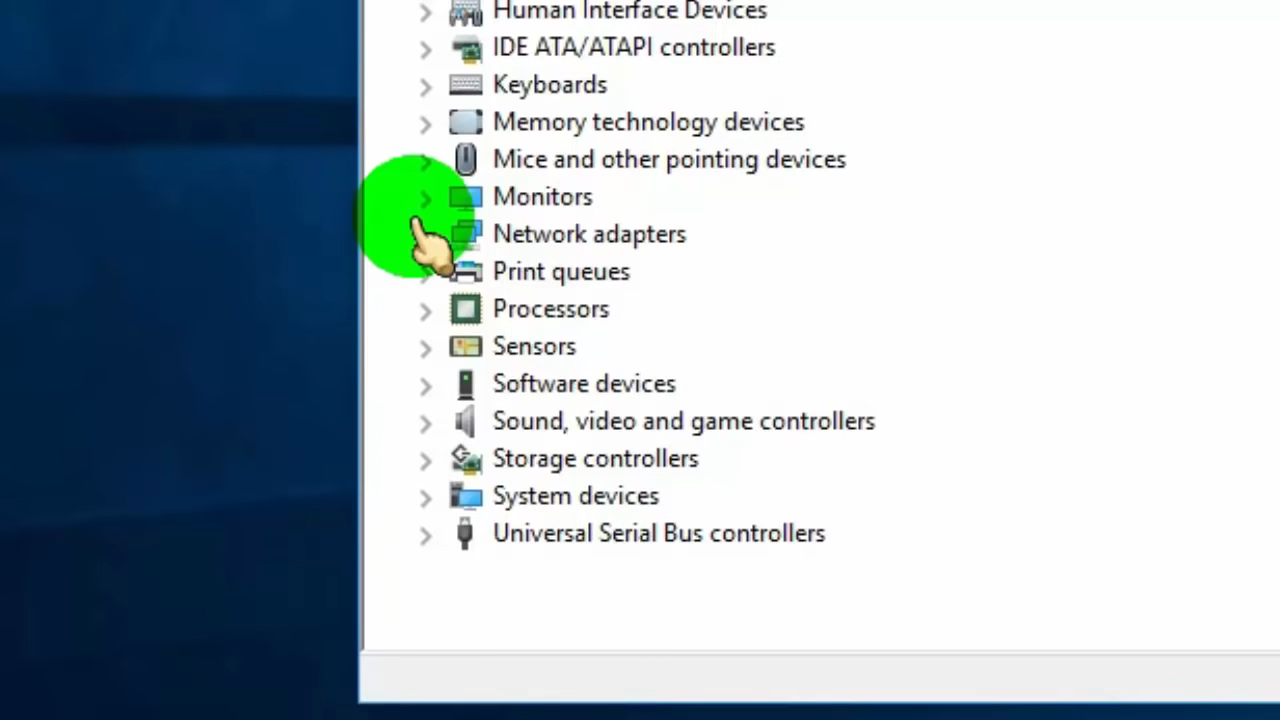 Human Interface Devices
IDE ATA/ATAPI controllers
Keyboards
Memory technology devices
Mice and other pointing devices
Monitors
Network adapters
Print queues
Processors
Sensors
Software devices
Sound, video and game controllers
Storage controllers
System devices
Universal Serial Bus controllers